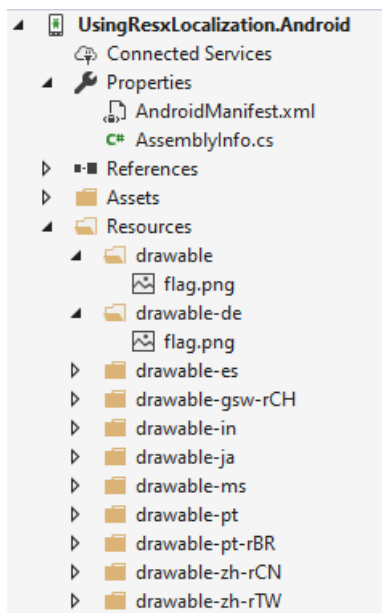 UsingResxLocalization.Android
Connected Services
Properties
AndroidManifest.xml
C# AssemblyInfo.cs
References
Assets
Resources
drawable
flag.png
drawable-de
flag.png
drawable-es
drawable-gsw-rCH
drawable-in
drawable-ja
drawable-ms
drawable-pt
drawable-pt-rBR
drawable-zh-rCN
drawable-zh-rTW